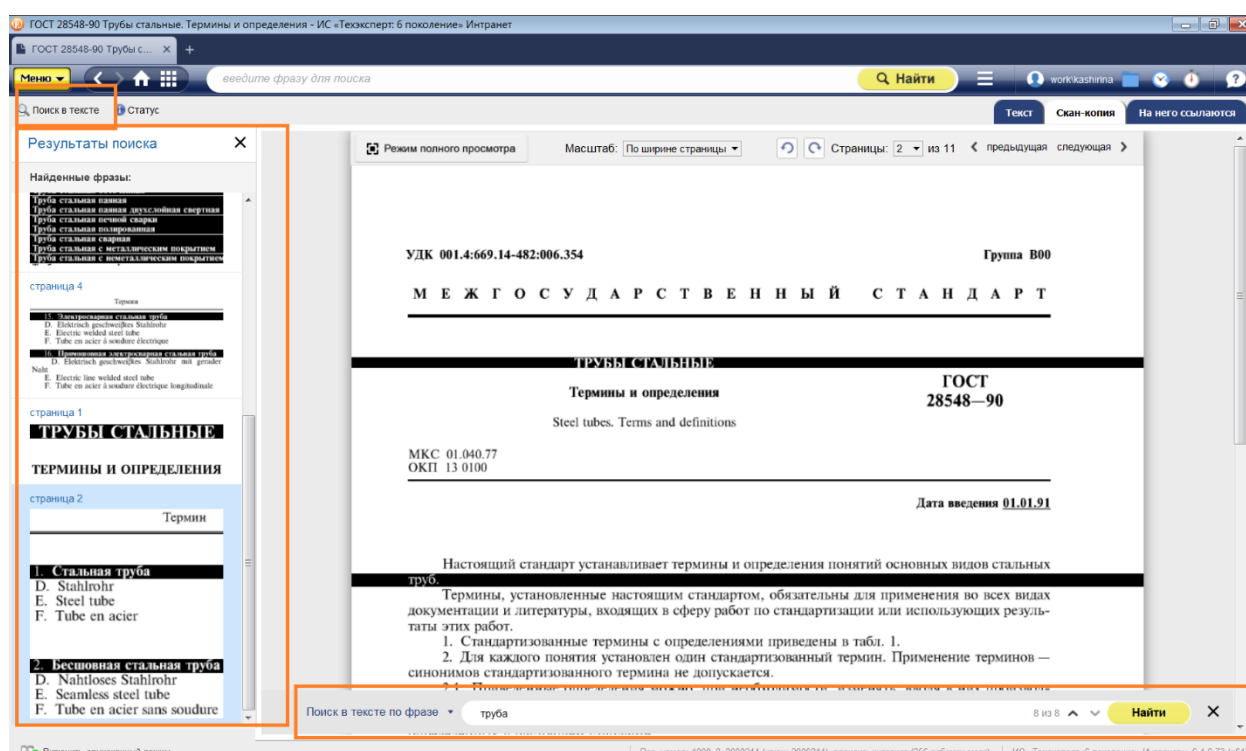 ГОСТ 28548-90 Трубы стальные. Термины и определения - ИС «Техэксперт: 6 поколение» Интранет
ГОСТ 28548-90 Трубы с... × +
Меню введите фразу для поиска Найти work\kashirina
Поиск в тексте Статус Текст Скан-копия На него ссылаются
Результаты поиска
Найденные фразы:
Труба стальная паяная
Труба стальная паяная двухслойная свертная
Труба стальная печной сварки
Труба стальная полированная
Труба стальная сварная
Труба стальная с металлическим покрытием
Труба стальная с неметаллическим покрытием
страница 4
Термин
15. Электросварная стальная труба
D. Elektrisch geschweißtes Stahlrohr
E. Electric welded steel tube
F. Tube en acier à soudure électrique
16. Прямошовная электросварная стальная труба
D. Elektrisch geschweißtes Stahlrohr mit gerader
Naht
E. Electric line welded steel tube
F. Tube en acier à soudure électrique longitudinale
страница 1
ТРУБЫ СТАЛЬНЫЕ
ТЕРМИНЫ И ОПРЕДЕЛЕНИЯ
страница 2
Термин
1. Стальная труба
D. Stahlrohr
E. Steel tube
F. Tube en acier
2. Бесшовная стальная труба
D. Nahtloses Stahlrohr
E. Seamless steel tube
F. Tube en acier sans soudure
Режим полного просмотра Масштаб: По ширине страницы Страницы: 2 из 11 предыдущая следующая
УДК 001.4:669.14-482:006.354 Группа В00
МЕЖГОСУДАРСТВЕННЫЙ СТАНДАРТ
ТРУБЫ СТАЛЬНЫЕ
Термины и определения
Steel tubes. Terms and definitions
ГОСТ
28548—90
МКС 01.040.77
ОКП 13 0100
Дата введения 01.01.91
Настоящий стандарт устанавливает термины и определения понятий основных видов стальных
труб.
Термины, установленные настоящим стандартом, обязательны для применения во всех видах
документации и литературы, входящих в сферу работ по стандартизации или использующих резуль-
таты этих работ.
1. Стандартизованные термины с определениями приведены в табл. 1.
2. Для каждого понятия установлен один стандартизованный термин. Применение терминов —
синонимов стандартизованного термина не допускается.
Поиск в тексте по фразе труба 8 из 8 Найти